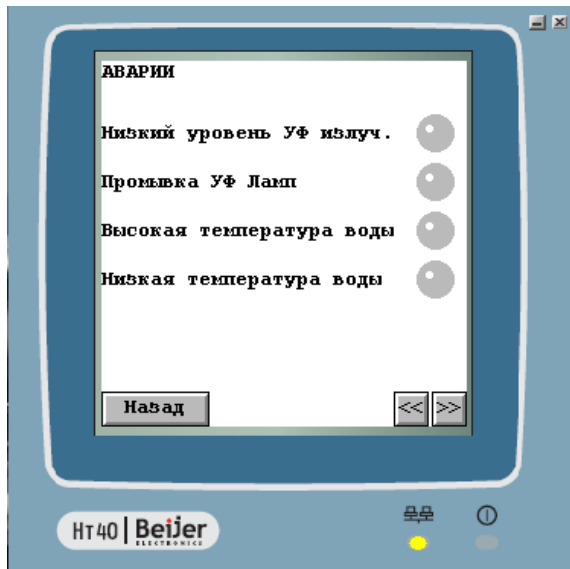 АВАРИИ
Низкий уровень УФ излуч.
Промывка УФ Ламп
Высокая температура воды
Низкая температура воды
Назад
<< >>
HT40 | Beijer
ELECTRONICS